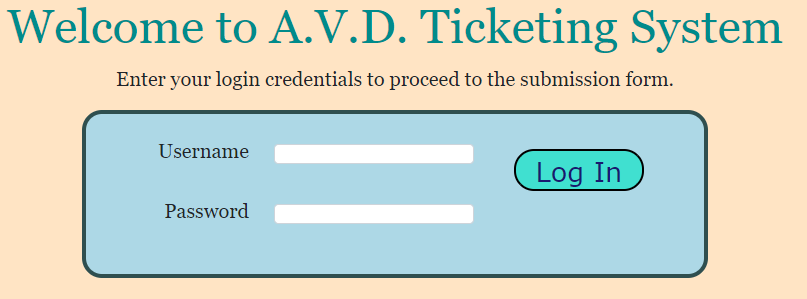 Welcome to A.V.D. Ticketing System
Enter your login credentials to proceed to the submission form.
Username
Log In
Password